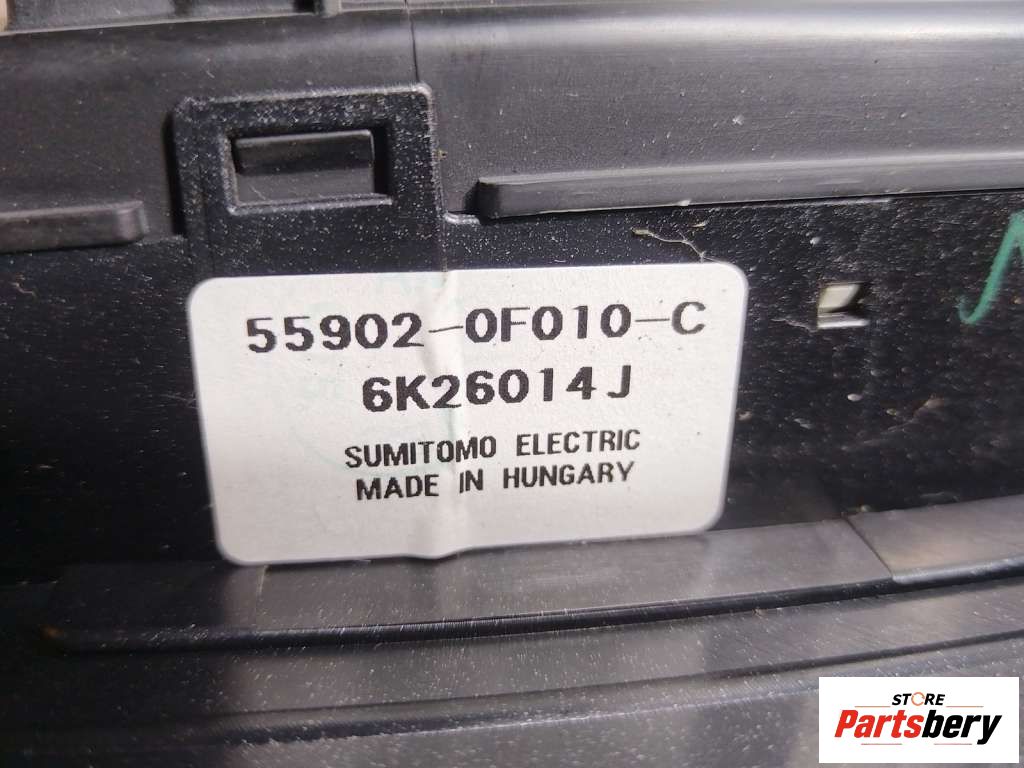 55902-0F010-C
6K26014J
SUMITOMO ELECTRIC
MADE IN HUNGARY
STORE
Partsbery